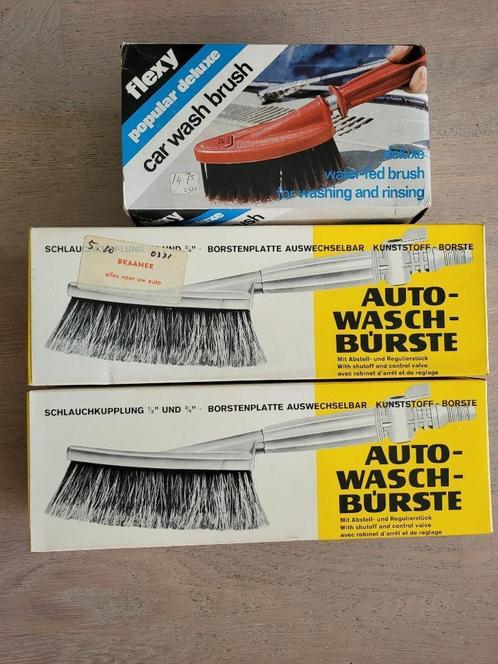 flexy
popular deluxe
car wash brush
14.75
0330
deluxe
water fed brush
for washing and rinsing
SCHLAUCHKUPPLUNG ½" UND ¾" · BORSTENPLATTE AUSWECHSELBAR KUNSTSTOFF - BORSTE
5.60 0331
BRAAMER
alles voor uw auto
AUTO-
WASCH-
BÜRSTE
Mit Abstell- und Regulierstück
With shutoff and control valve
avec robinet d'arrêt et de reglage
SCHLAUCHKUPPLUNG ½" UND ¾" · BORSTENPLATTE AUSWECHSELBAR KUNSTSTOFF - BORSTE
AUTO-
WASCH-
BÜRSTE
Mit Abstell- und Regulierstück
With shutoff and control valve
avec robinet d'arrêt et de reglage